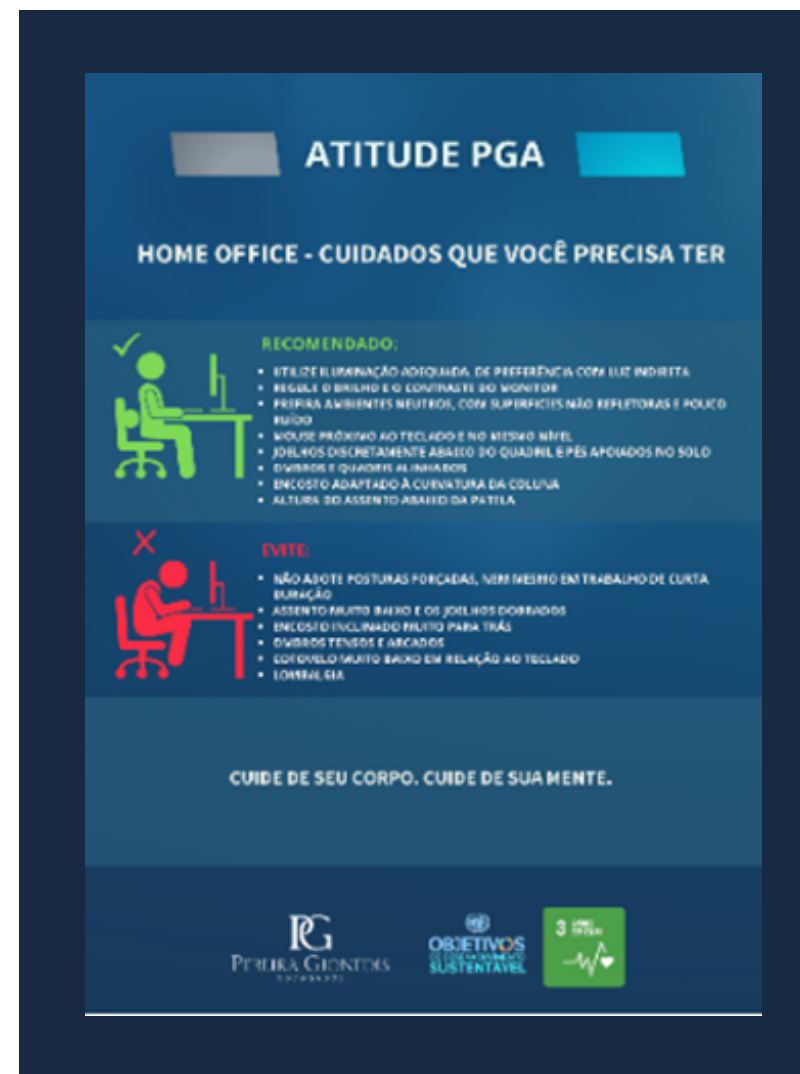 ATITUDE PGA
HOME OFFICE - CUIDADOS QUE VOCÊ PRECISA TER
RECOMENDADO:
• UTILIZE ILUMINAÇÃO ADEQUADA, DE PREFERÊNCIA COM LUZ INDIRETA
• REGULE O BRILHO E O CONTRASTE DO MONITOR
• PREFIRA AMBIENTES NEUTROS, COM SUPERFÍCIES NÃO REFLETORAS E POUCO
RUÍDO
• MOUSE PRÓXIMO AO TECLADO E NO MESMO NÍVEL
• JOELHOS DISCRETAMENTE ABAIXO DO QUADRIL E PÉS APOIADOS NO SOLO
• OMBROS E QUADRIS ALINHADOS
• ENCOSTO ADAPTADO À CURVATURA DA COLUNA
• ALTURA DO ASSENTO ABAIXO DA PATELA
EVITE:
• NÃO ADOTE POSTURAS FORÇADAS, NEM MESMO EM TRABALHO DE CURTA
DURAÇÃO
• ASSENTO MUITO BAIXO E OS JOELHOS DOBRADOS
• ENCOSTO INCLINADO MUITO PARA TRÁS
• OMBROS TENSOS E ARCADOS
• COTOVELO MUITO BAIXO EM RELAÇÃO AO TECLADO
• LOMBALGIA
CUIDE DE SEU CORPO. CUIDE DE SUA MENTE.
PG
PEREIRA GIONÉDIS
ADVOCACIA
OBJETIVOS
DE DESENVOLVIMENTO
SUSTENTÁVEL
3